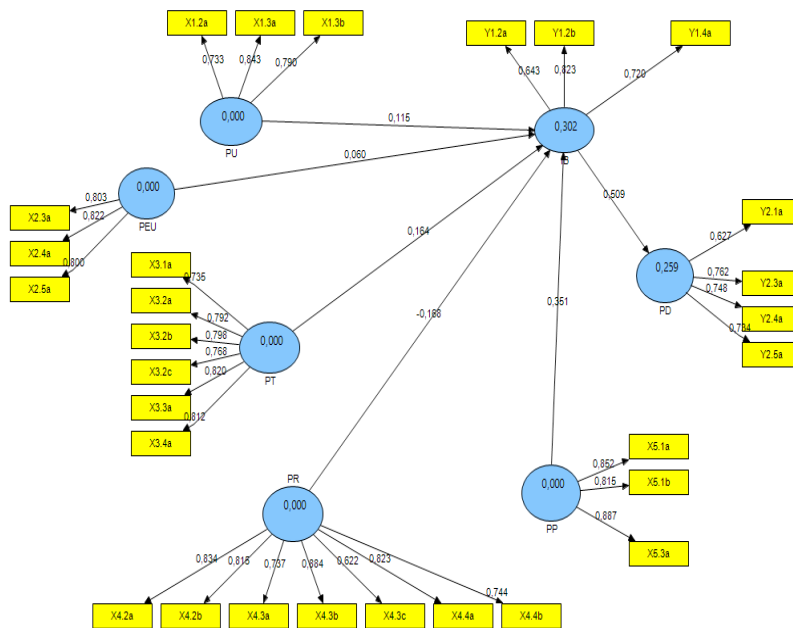 X1.2a X1.3a X1.3b
Y1.2a Y1.2b Y1.4a
0,733 0,843 0,790
0,643 0,823 0,720
0,000
PU
0,115
0,302
0,060
0,000
PEU
0,803
0,822
0,800
X2.3a
X2.4a
X2.5a
0,509
0,164
0,259
PD
Y2.1a
0,627
Y2.3a
0,762
Y2.4a
0,748
Y2.5a
X3.1a
0,735
X3.2a
0,792
X3.2b
0,798
X3.2c
0,768
X3.3a
0,820
X3.4a
0,812
0,000
PT
-0,168
0,351
PR
0,000
0,000
PP
X5.1a
0,852
X5.1b
0,815
X5.3a
0,887
0,834 0,815 0,737 0,622 0,823 0,744
X4.2a X4.2b X4.3a X4.3b X4.3c X4.4a X4.4b